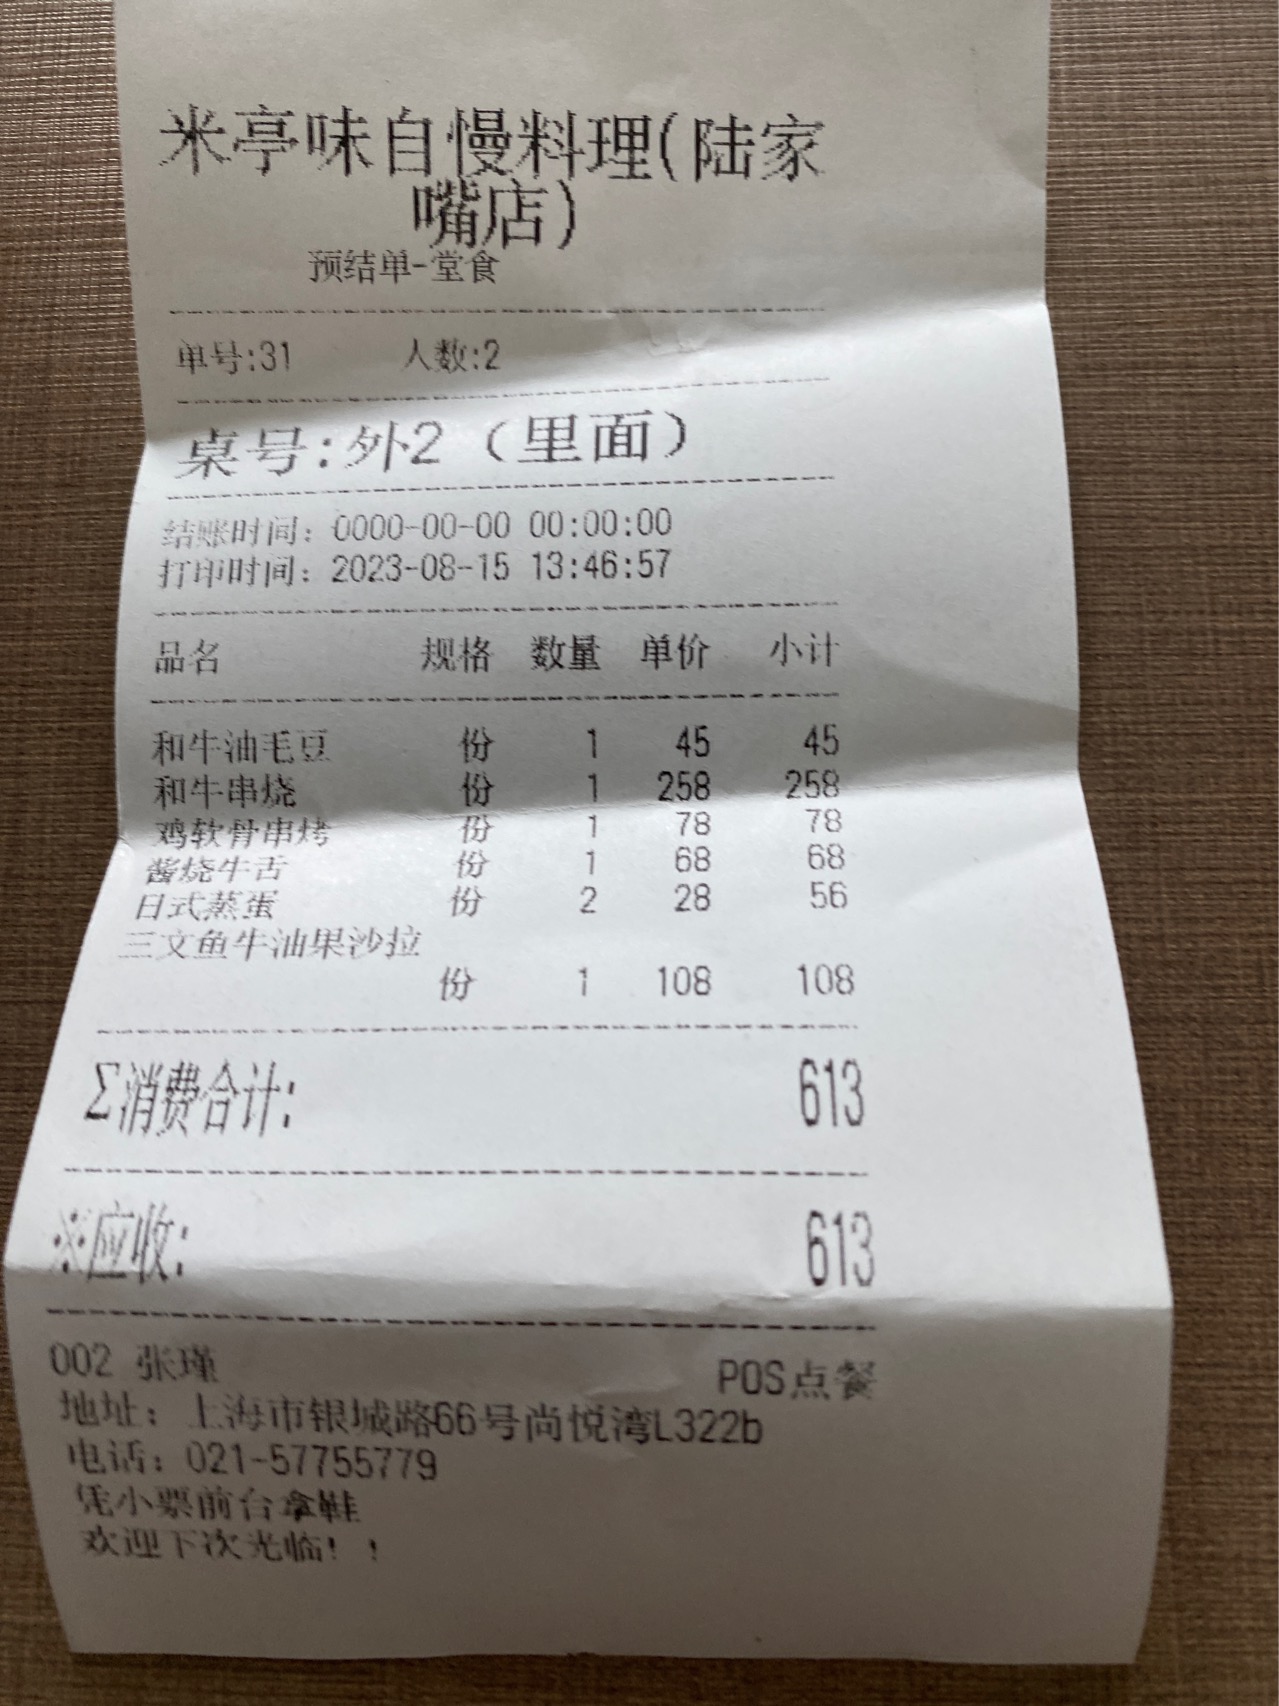 米亭味自慢料理(陆家
嘴店)
预结单-堂食
单号:31 人数:2
桌号:外2（里面）
结账时间: 0000-00-00 00:00:00
打印时间: 2023-08-15 13:46:57
品名 规格 数量 单价 小计
和牛油毛豆 份 1 45 45
和牛串烧 份 1 258 258
鸡软骨串烤 份 1 78 78
酱烧牛舌 份 1 68 68
日式蒸蛋 份 2 28 56
三文鱼牛油果沙拉
份 1 108 108
Σ消费合计: 613
※应收: 613
002 张瑾 POS点餐
地址: 上海市银城路66号尚悦湾L322b
电话: 021-57755779
凭小票前台拿鞋
欢迎下次光临!!